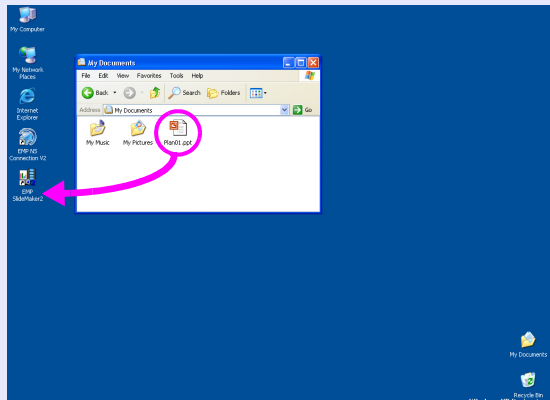 My Computer
My Network
Places
Internet
Explorer
EMP NS
Connection V2
EMP
SlideMaker2
My Documents
File Edit View Favorites Tools Help
Back Search Folders
Address My Documents Go
My Music My Pictures Plan01.ppt
My Documents
Recycle Bin